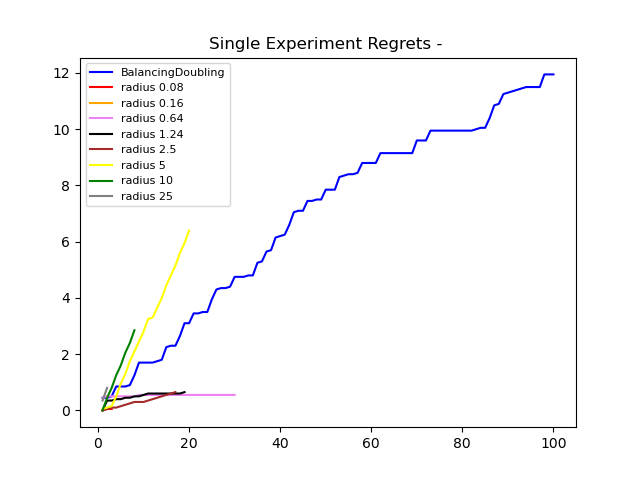 Single Experiment Regrets -
BalancingDoubling
radius 0.08
radius 0.16
radius 0.64
radius 1.24
radius 2.5
radius 5
radius 10
radius 25
12
10
8
6
4
2
0
0 20 40 60 80 100